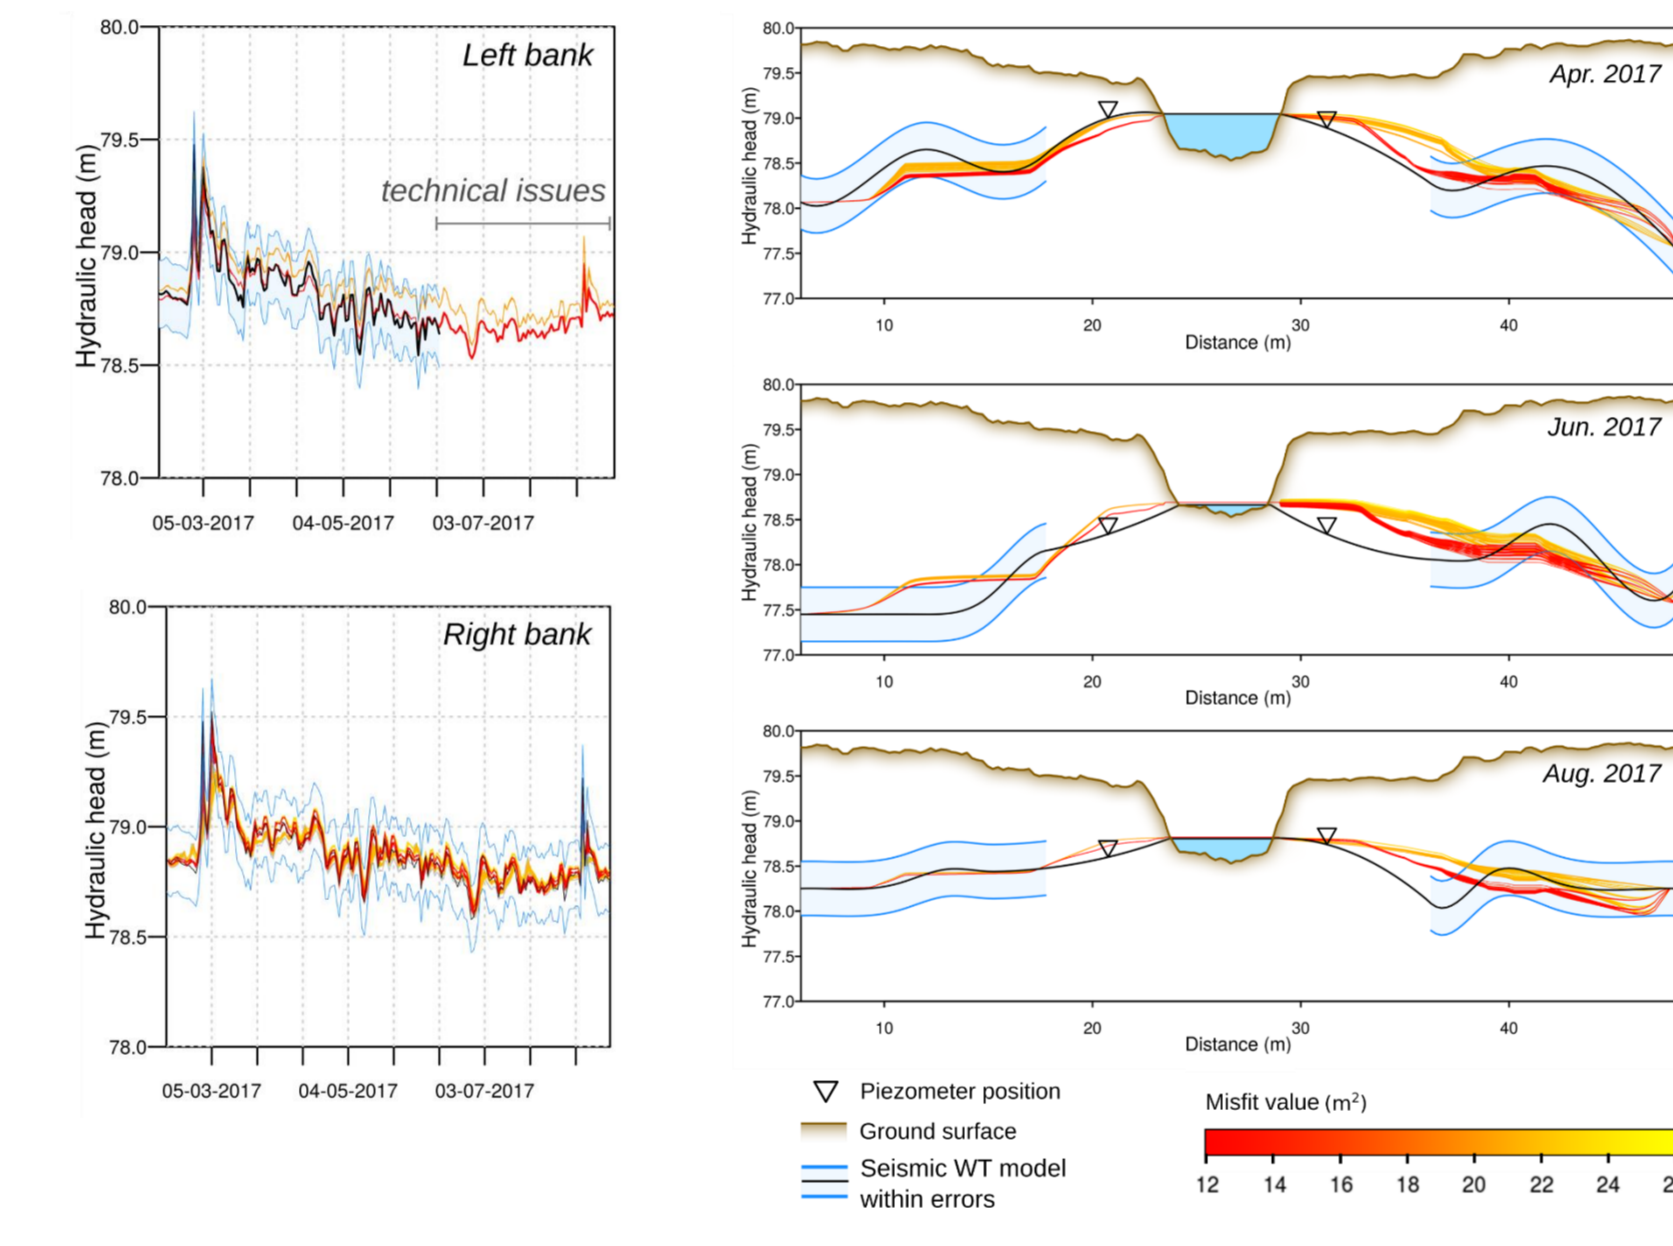 80.0
Left bank
79.5
technical issues
79.0
78.5
78.0
Hydraulic head (m)
05-03-2017 04-05-2017 03-07-2017
80.0
Right bank
79.5
79.0
78.5
78.0
Hydraulic head (m)
05-03-2017 04-05-2017 03-07-2017
80.0
Apr. 2017
79.5
79.0
78.5
78.0
77.5
77.0
Hydraulic head (m)
10 20 30 40
Distance (m)
80.0
Jun. 2017
79.5
79.0
78.5
78.0
77.5
77.0
Hydraulic head (m)
10 20 30 40
Distance (m)
80.0
Aug. 2017
79.5
79.0
78.5
78.0
77.5
77.0
Hydraulic head (m)
10 20 30 40
Distance (m)
Piezometer position
Ground surface
Seismic WT model
within errors
Misfit value (m²)
12 14 16 18 20 22 24